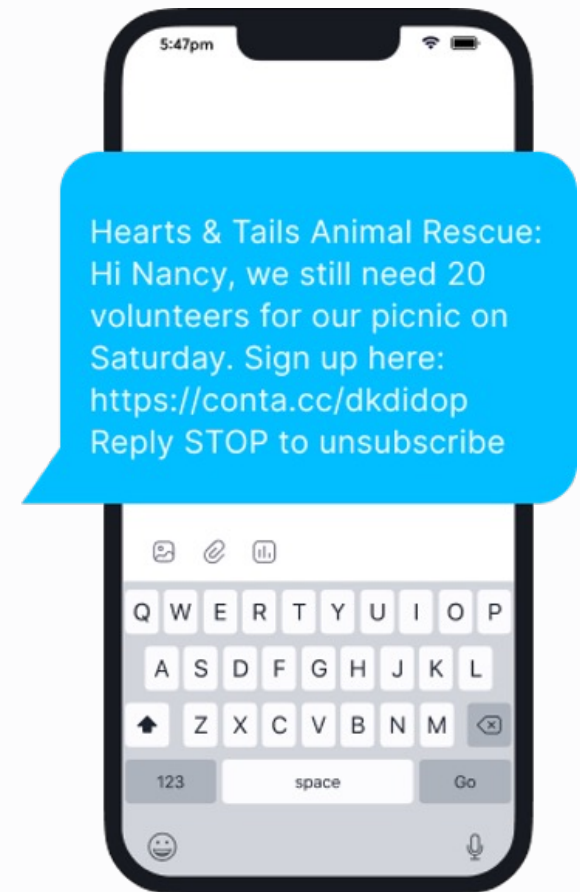 5:47pm
Hearts & Tails Animal Rescue:
Hi Nancy, we still need 20
volunteers for our picnic on
Saturday. Sign up here:
https://conta.cc/dkdidop
Reply STOP to unsubscribe
Q W E R T Y U I O P
A S D F G H J K L
Z X C V B N M
123 space Go